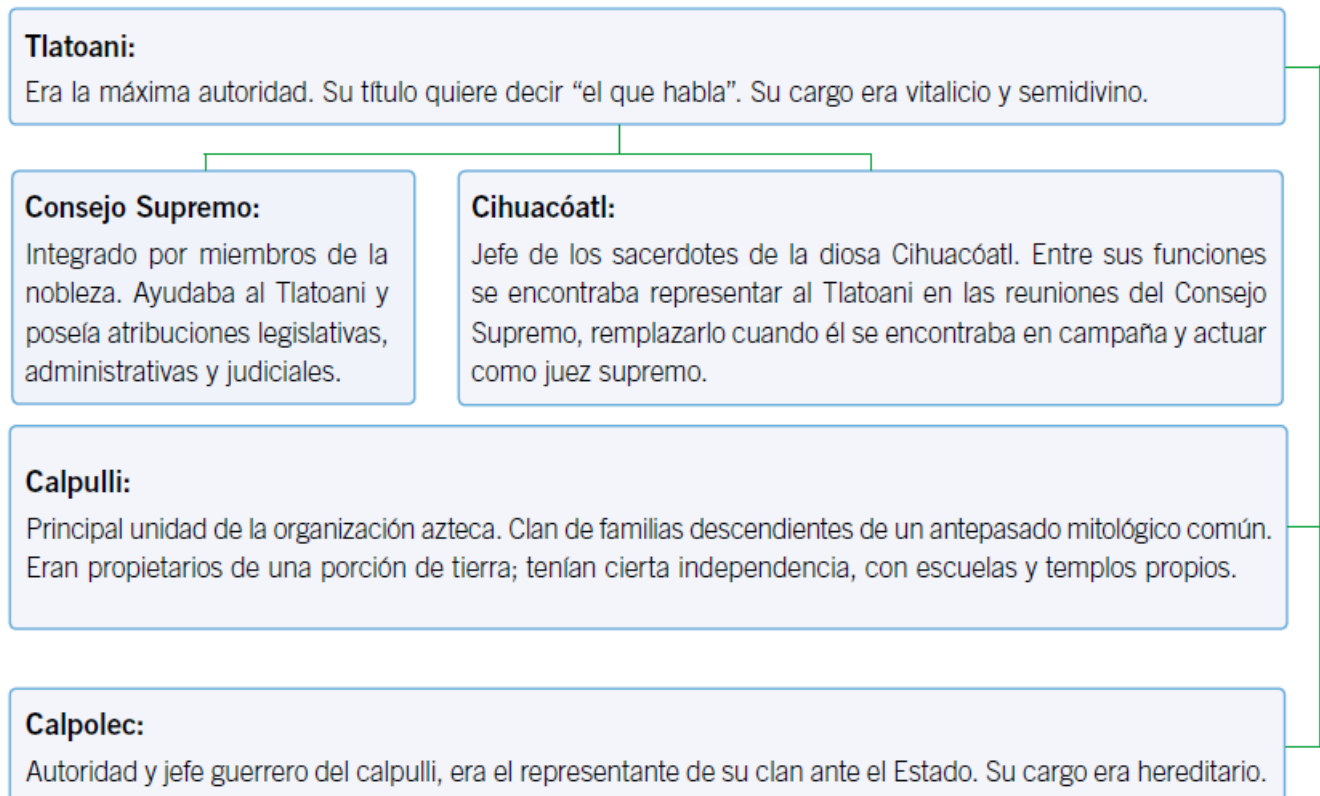 Tlatoani:
Era la máxima autoridad. Su título quiere decir “el que habla”. Su cargo era vitalicio y semidivino.
Consejo Supremo:
Integrado por miembros de la
nobleza. Ayudaba al Tlatoani y
poseía atribuciones legislativas,
administrativas y judiciales.
Cihuacóatl:
Jefe de los sacerdotes de la diosa Cihuacóatl. Entre sus funciones
se encontraba representar al Tlatoani en las reuniones del Consejo
Supremo, remplazarlo cuando él se encontraba en campaña y actuar
como juez supremo.
Calpulli:
Principal unidad de la organización azteca. Clan de familias descendientes de un antepasado mitológico común.
Eran propietarios de una porción de tierra; tenían cierta independencia, con escuelas y templos propios.
Calpolec:
Autoridad y jefe guerrero del calpulli, era el representante de su clan ante el Estado. Su cargo era hereditario.